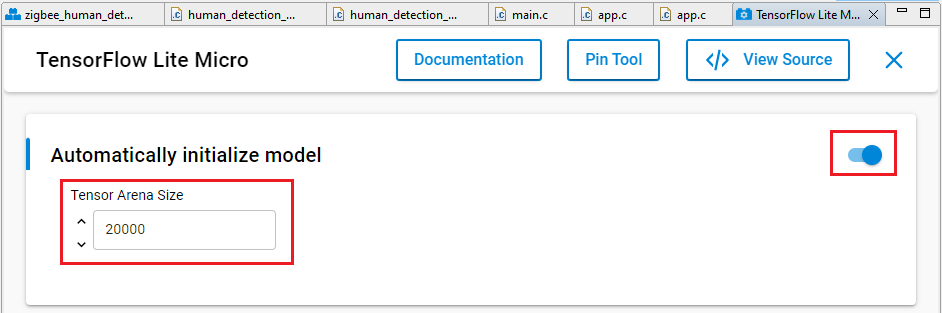 zigbee_human_det... human_detection_... human_detection_... main.c app.c app.c TensorFlow Lite M...
TensorFlow Lite Micro Documentation Pin Tool View Source
Automatically initialize model
Tensor Arena Size
20000